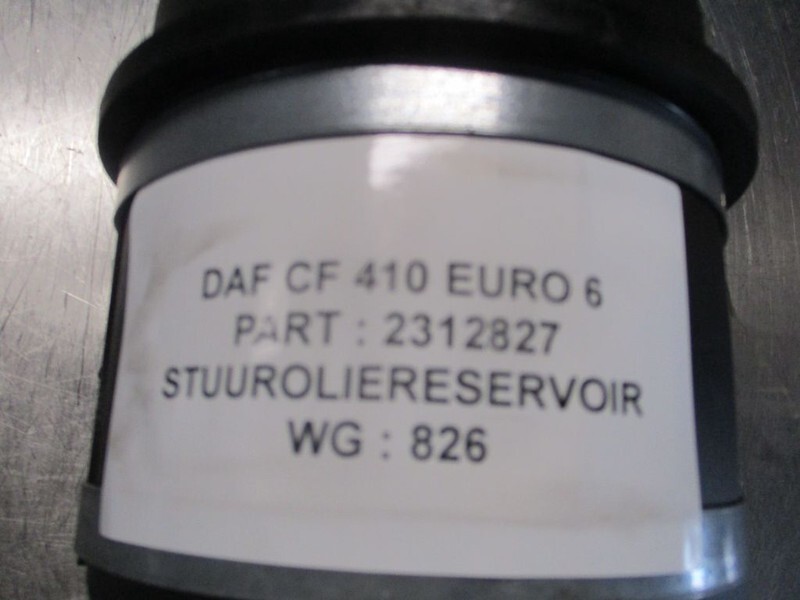 DAF CF 410 EURO 6
PART : 2312827
STUUROLIERESERVOIR
WG : 826